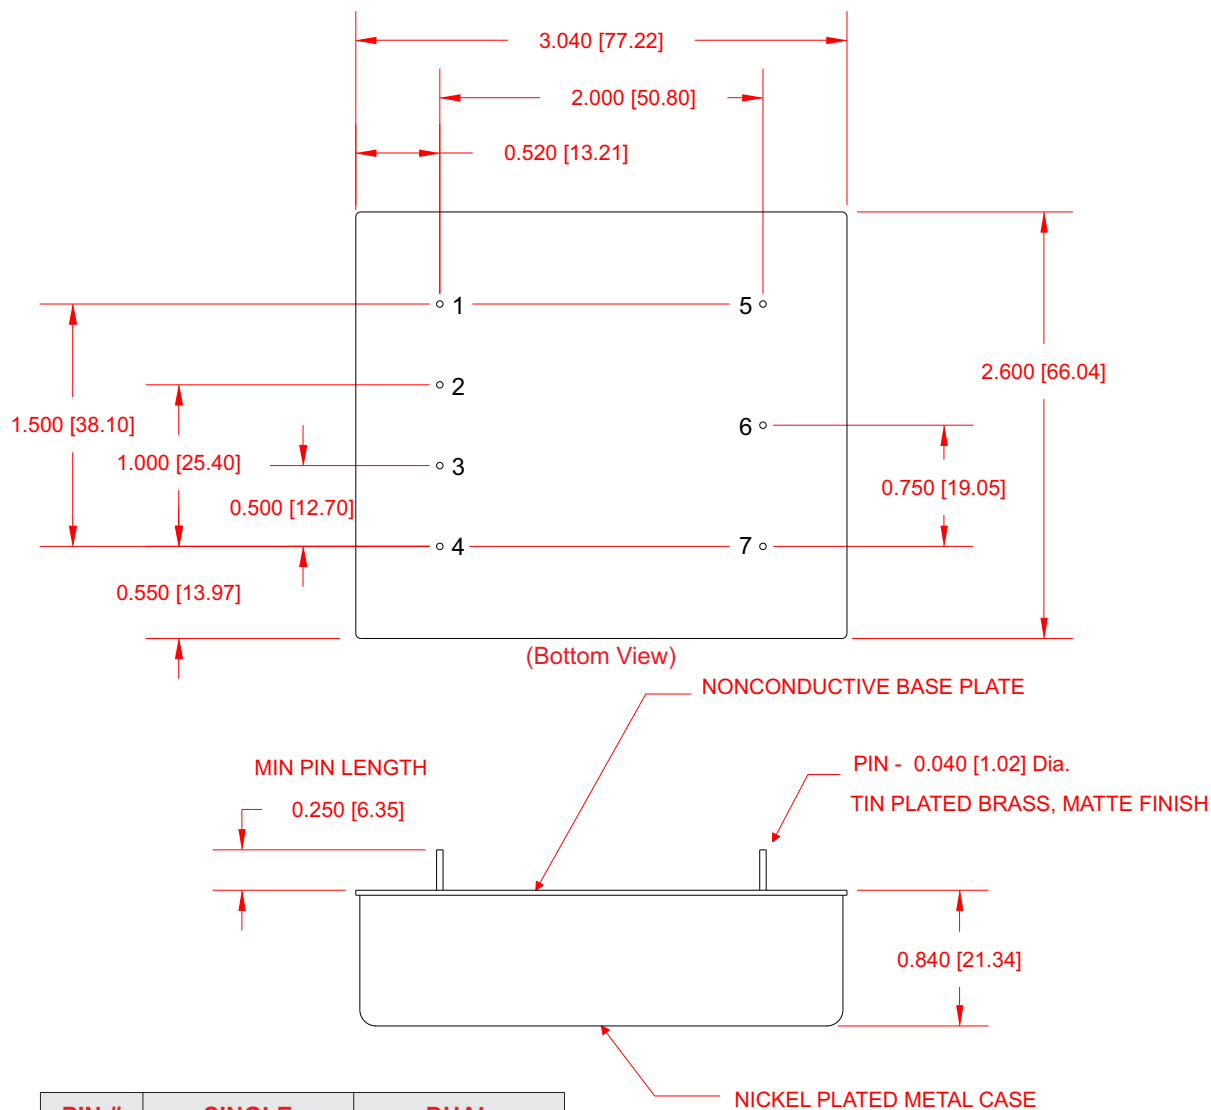 3.040 [77.22]
2.000 [50.80]
0.520 [13.21]
1
5
2
2.600 [66.04]
1.500 [38.10]
6
1.000 [25.40]
3
0.750 [19.05]
0.500 [12.70]
4
7
0.550 [13.97]
(Bottom View)
NONCONDUCTIVE BASE PLATE
MIN PIN LENGTH
0.250 [6.35]
PIN - 0.040 [1.02] Dia.
TIN PLATED BRASS, MATTE FINISH
0.840 [21.34]
NICKEL PLATED METAL CASE
PIN # SINGLE DUAL